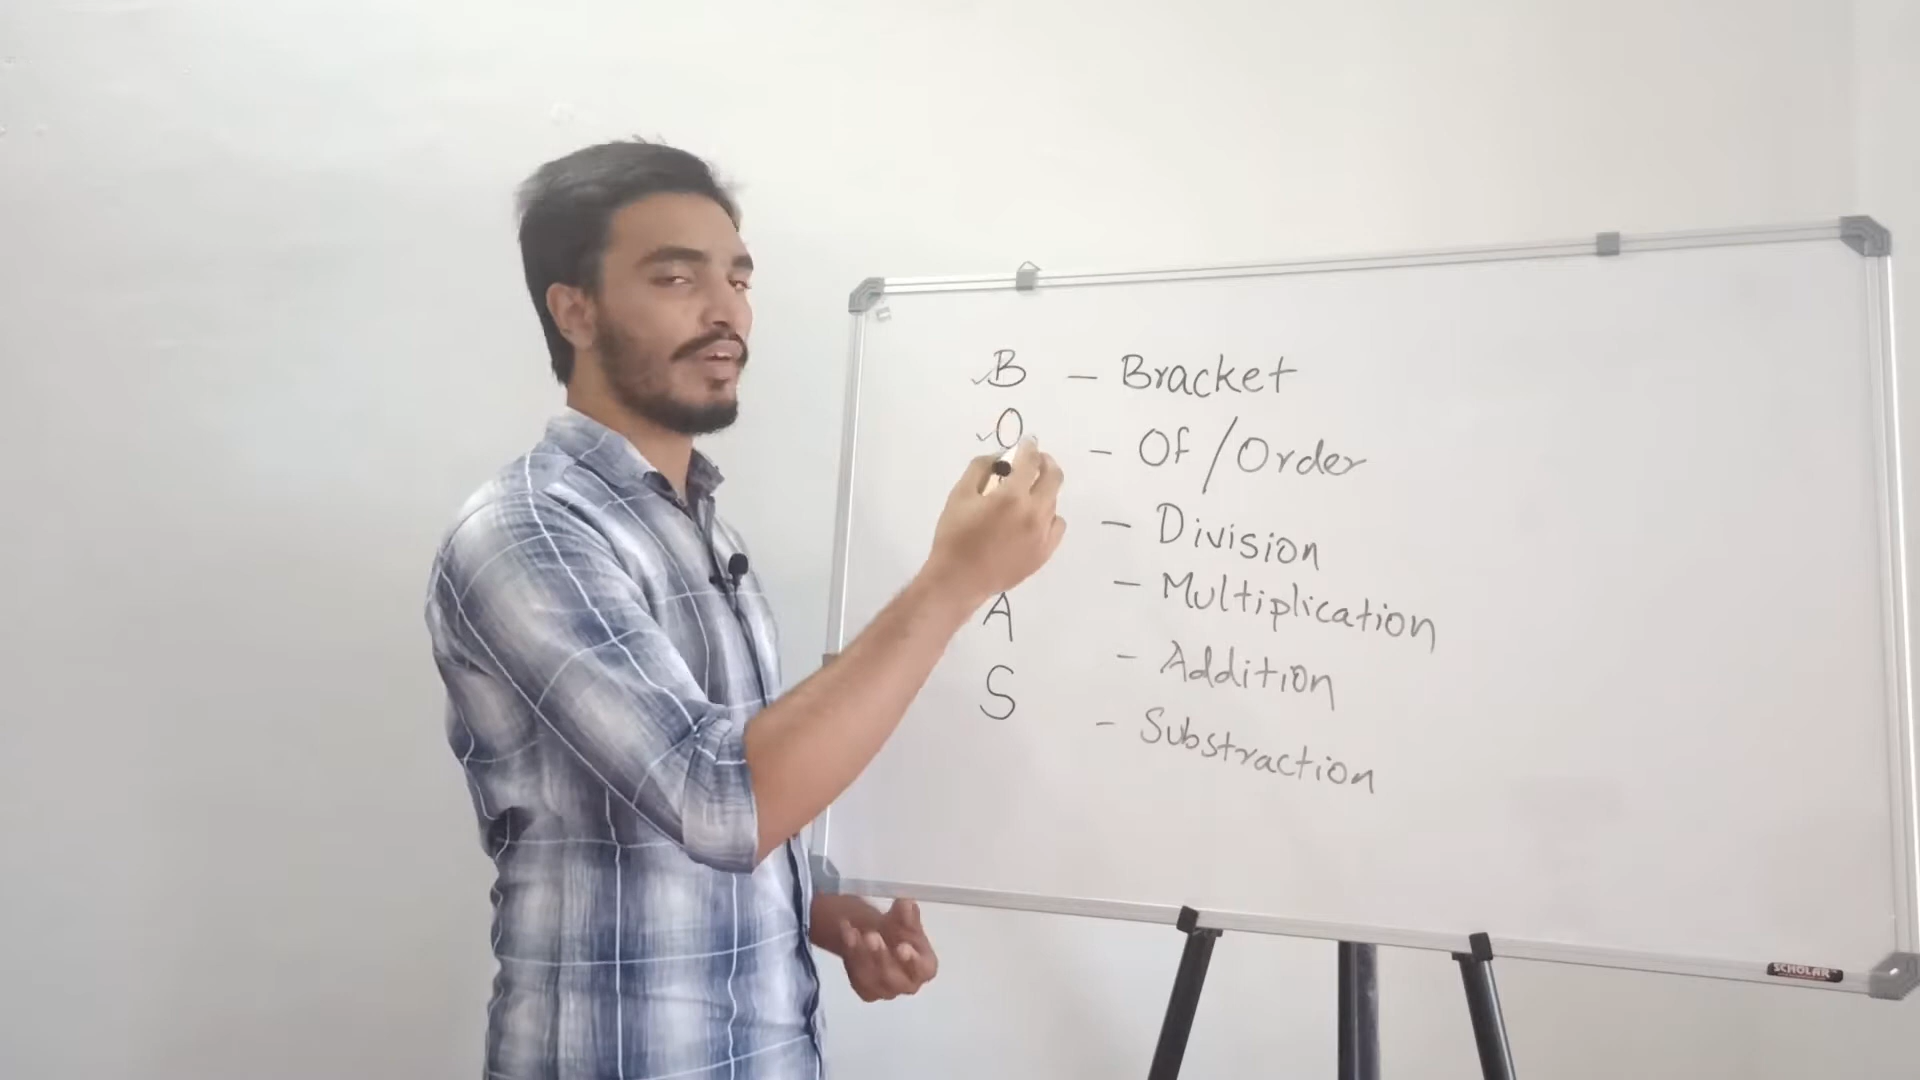 B – Bracket
O – Of / Order
– Division
– Multiplication
A – Addition
S – Substraction
SCHOLAR